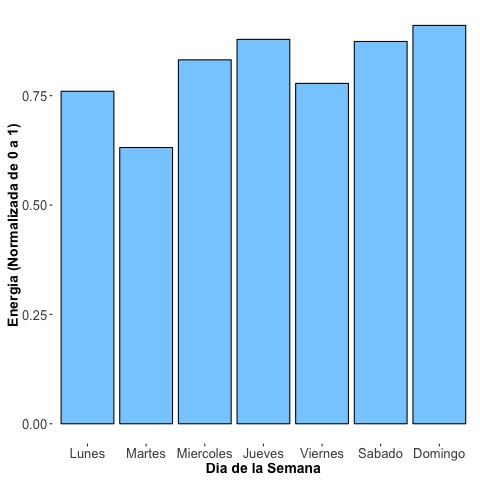 Energia (Normalizada de 0 a 1)
0.75
0.50
0.25
0.00
Lunes Martes Miercoles Jueves Viernes Sabado Domingo
Dia de la Semana